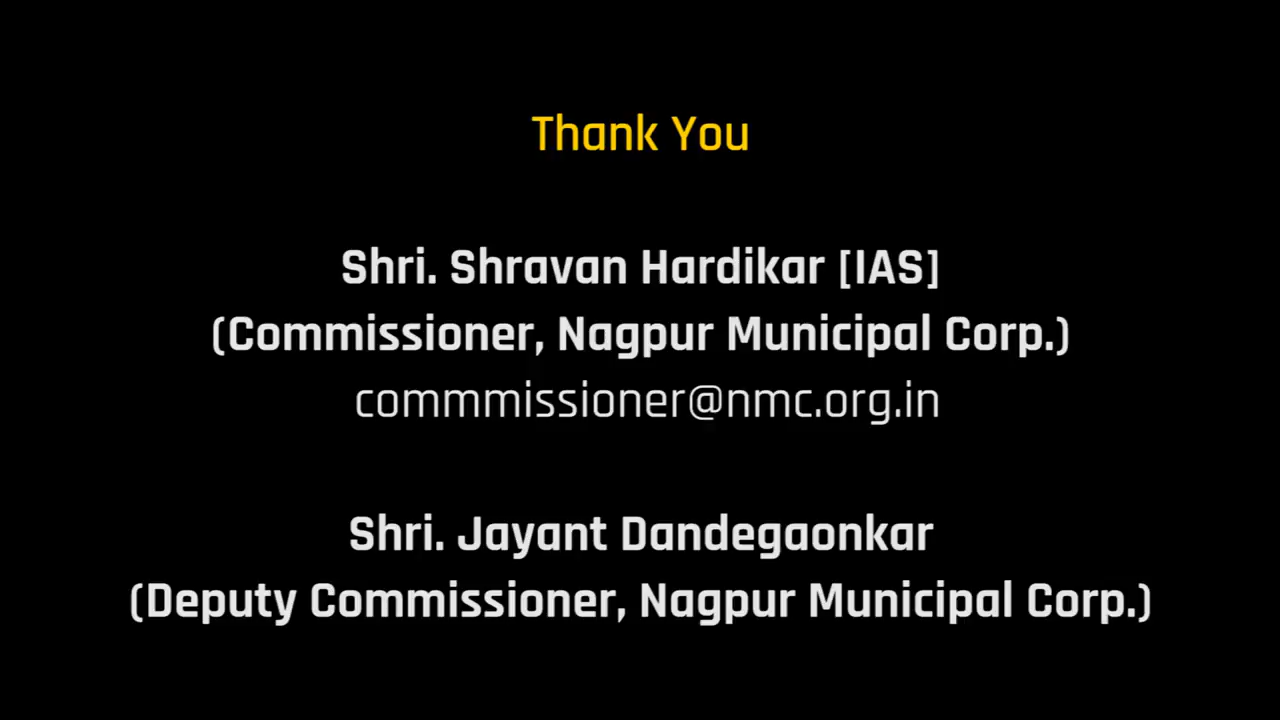 Thank You
Shri. Shravan Hardikar [IAS]
(Commissioner, Nagpur Municipal Corp.)
commmissioner@nmc.org.in
Shri. Jayant Dandegaonkar
(Deputy Commissioner, Nagpur Municipal Corp.)